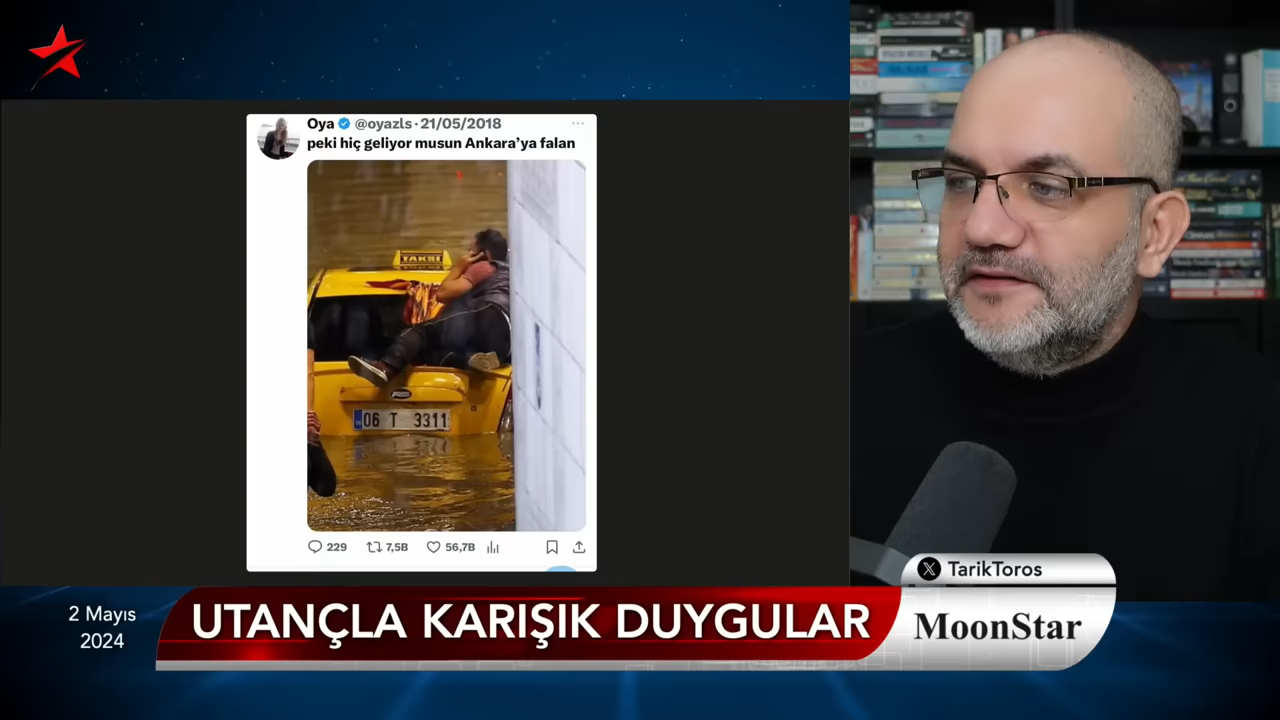 Oya @oyazls · 21/05/2018
peki hiç geliyor musun Ankara'ya falan
TAKSİ
06 T 3311
229 7,5B 56,7B
TarikToros
2 Mayıs
2024
UTANÇLA KARIŞIK DUYGULAR
MoonStar